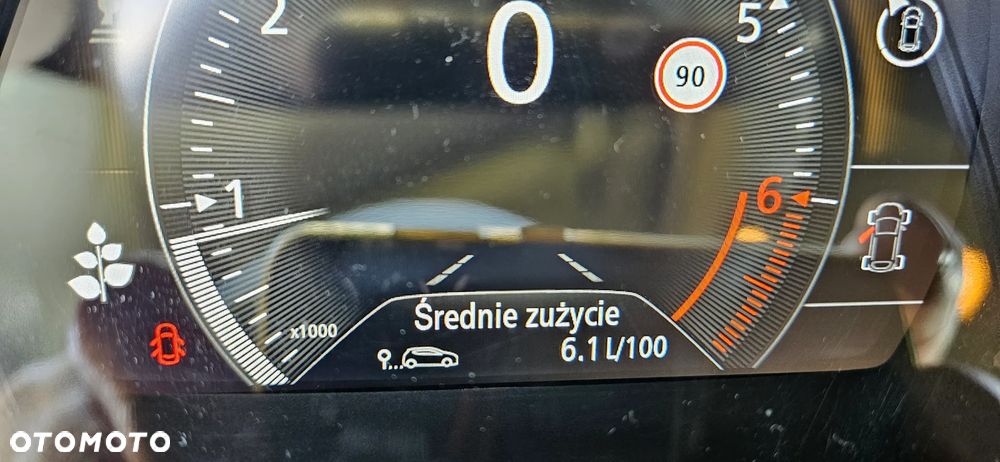 2
0
5
90
1
6
x1000
Średnie zużycie
6.1 L/100
OTOMOTO